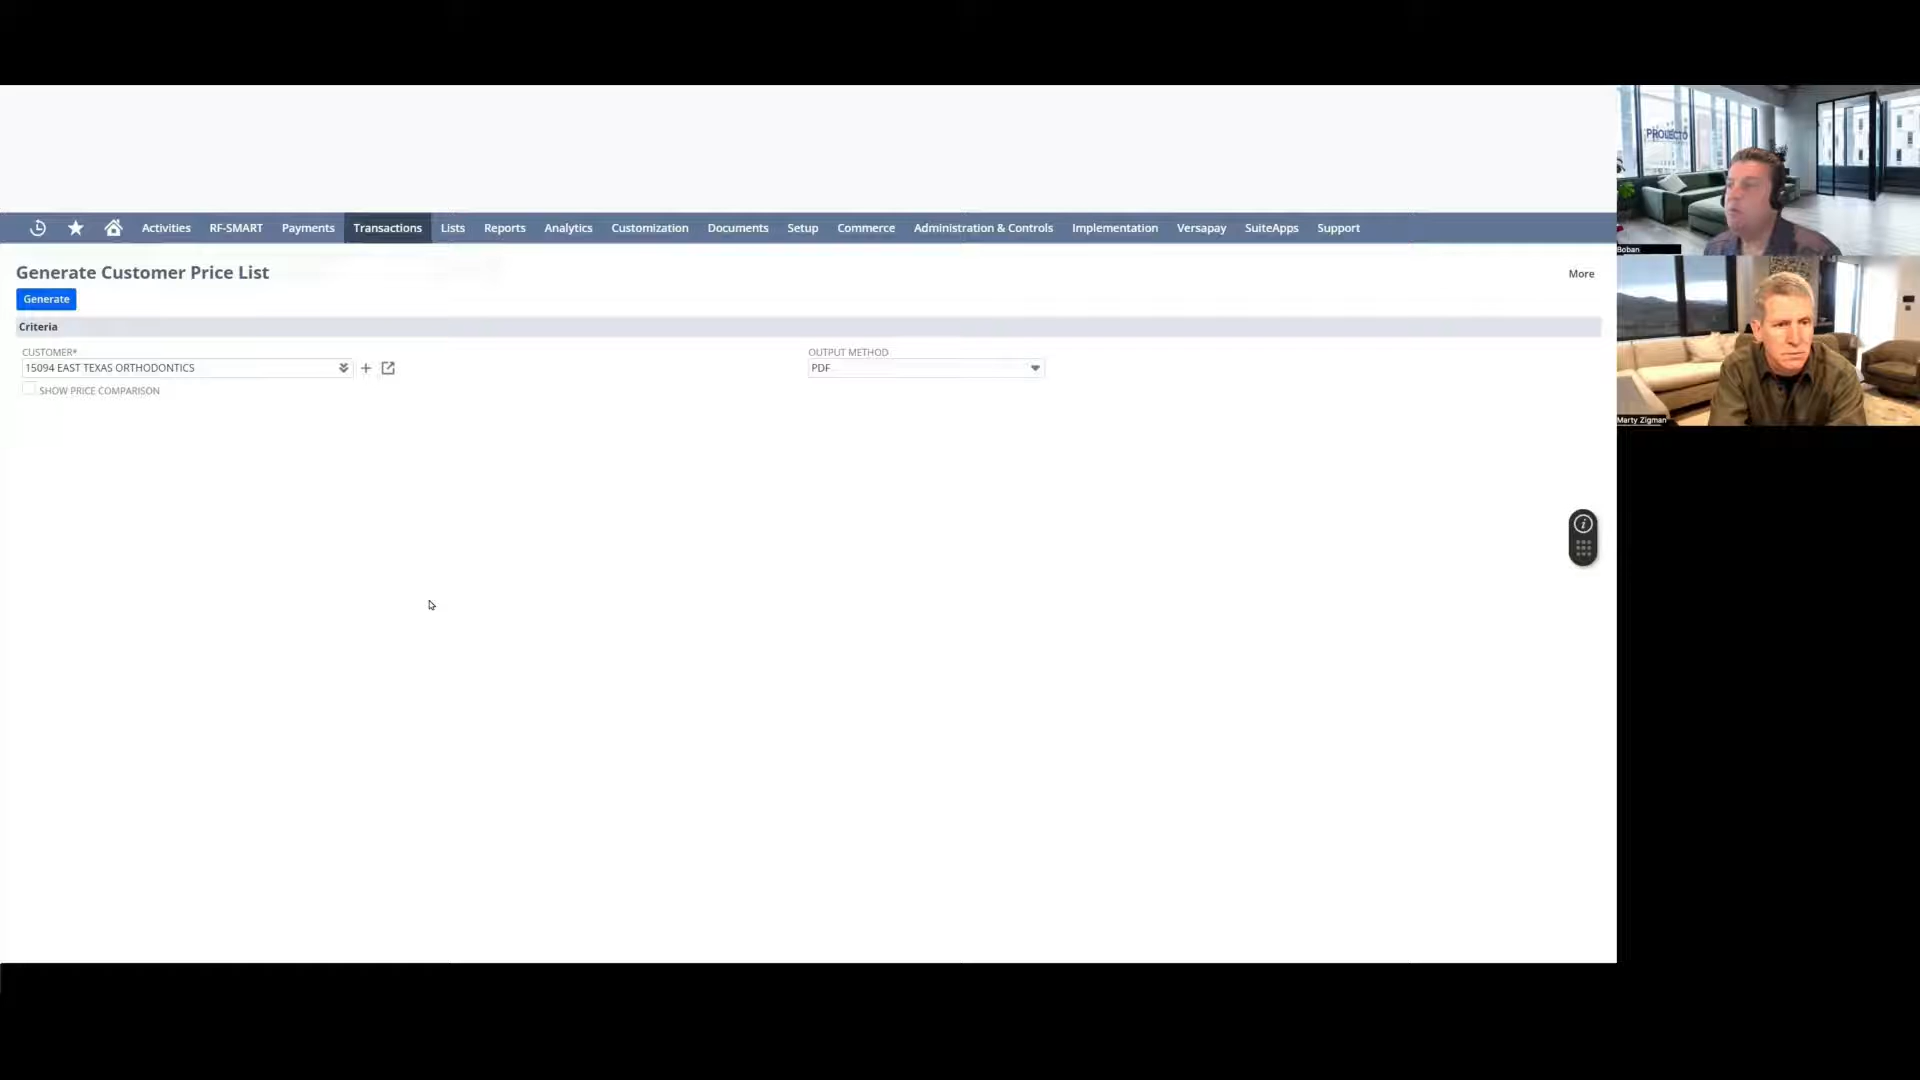 Activities RF-SMART Payments Transactions Lists Reports Analytics Customization Documents Setup Commerce Administration & Controls Implementation Versapay SuiteApps Support
Generate Customer Price List
More
Generate
Criteria
CUSTOMER*
15094 EAST TEXAS ORTHODONTICS
SHOW PRICE COMPARISON
OUTPUT METHOD
PDF
PROLECTO
Boban
Marty Zigman